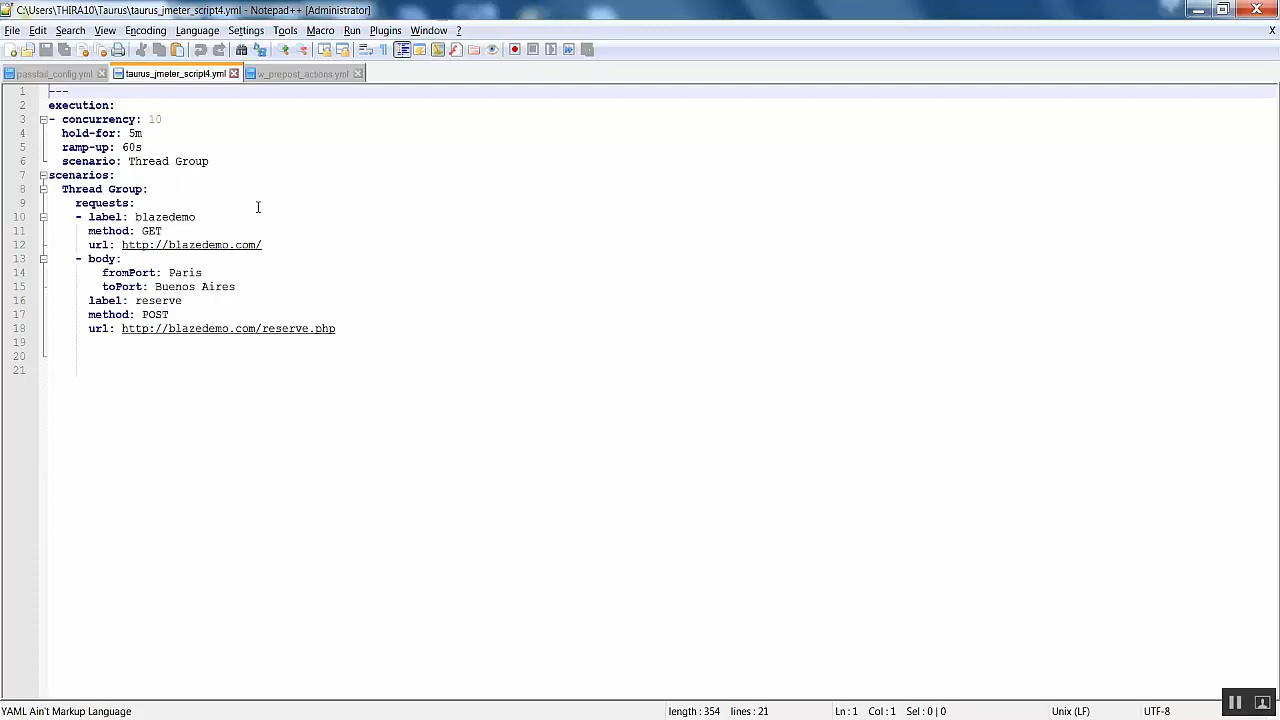 C:\Users\THIRA10\Taurus\taurus_jmeter_script4.yml - Notepad++ [Administrator]
File Edit Search View Encoding Language Settings Tools Macro Run Plugins Window ? X
passfail_config.yml taurus_jmeter_script4.yml w_prepost_actions.yml
1 ---
2 execution:
3 - concurrency: 10
4 hold-for: 5m
5 ramp-up: 60s
6 scenario: Thread Group
7 scenarios:
8 Thread Group:
9 requests:
10 - label: blazedemo
11 method: GET
12 url: http://blazedemo.com/
13 - body:
14 fromPort: Paris
15 toPort: Buenos Aires
16 label: reserve
17 method: POST
18 url: http://blazedemo.com/reserve.php
19
20
21
YAML Ain't Markup Language length : 354 lines : 21 Ln : 1 Col : 1 Sel : 0 | 0 Unix (LF) UTF-8